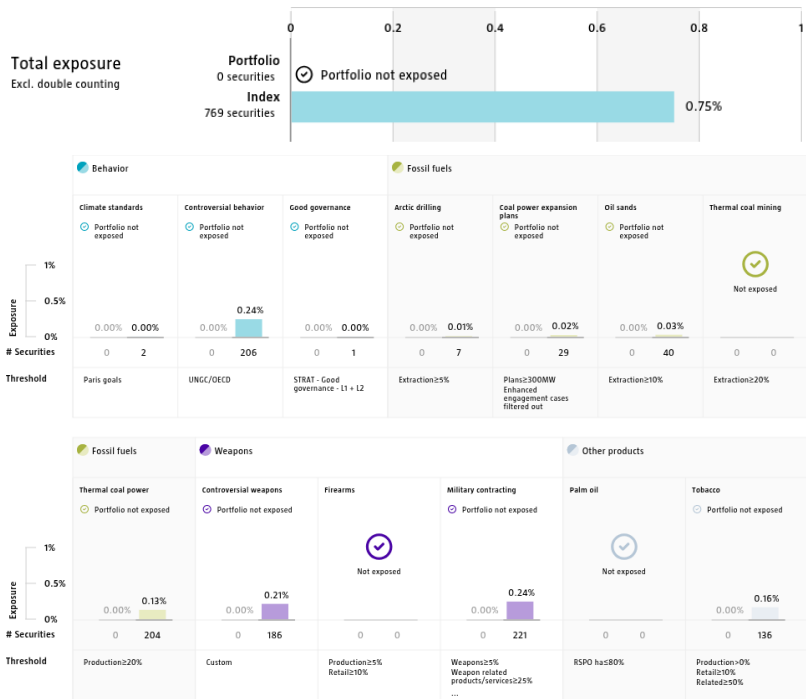 0 0.2 0.4 0.6 0.8 1
Total exposure
Excl. double counting
Portfolio
0 securities
Portfolio not exposed
Index
769 securities
0.75%
Behavior
Fossil fuels
Climate standards
Controversial behavior
Good governance
Arctic drilling
Coal power expansion
plans
Oil sands
Thermal coal mining
Portfolio not
exposed
Portfolio not
exposed
Portfolio not
exposed
Portfolio not
exposed
Portfolio not
exposed
Portfolio not
exposed
Not exposed
Exposure
1%
0.5%
0%
0.00% 0.00%
0.00% 0.24%
0.00% 0.00%
0.00% 0.01%
0.00% 0.02%
0.00% 0.03%
# Securities
0 2
0 206
0 1
0 7
0 29
0 40
0 0
Threshold
Paris goals
UNGC/OECD
STRAT - Good
governance - L1 + L2
Extraction≥5%
Plans≥300MW
Enhanced
engagement cases
filtered out
Extraction≥10%
Extraction≥20%
Fossil fuels
Weapons
Other products
Thermal coal power
Controversial weapons
Firearms
Military contracting
Palm oil
Tobacco
Portfolio not exposed
Portfolio not exposed
Not exposed
Portfolio not exposed
Not exposed
Portfolio not exposed
Exposure
1%
0.5%
0%
0.00% 0.13%
0.00% 0.21%
0.00% 0.24%
0.00% 0.16%
# Securities
0 204
0 186
0 0
0 221
0 0
0 136
Threshold
Production≥20%
Custom
Production≥5%
Retail≥10%
Weapons≥5%
Weapon related
products/services≥25%
...
RSPO ha≤80%
Production>0%
Retail≥10%
Related≥50%